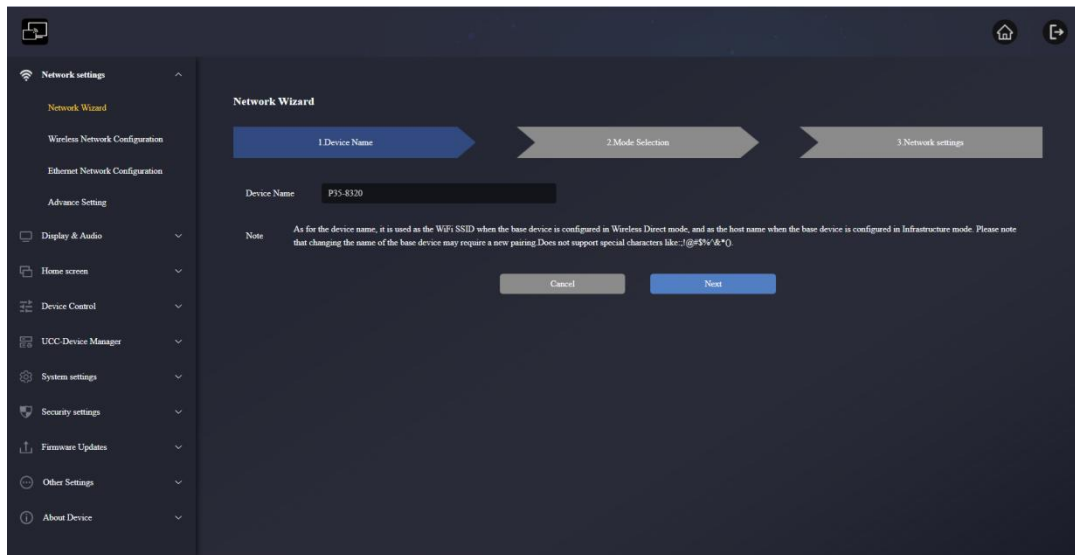 Network settings
Network Wizard
Wireless Network Configuration
Ethernet Network Configuration
Advance Setting
Display & Audio
Home screen
Device Control
UCC-Device Manager
System settings
Security settings
Firmware Updates
Other Settings
About Device
Network Wizard
1.Device Name
2.Mode Selection
3.Network settings
Device Name
P35-8320
Note
As for the device name, it is used as the WiFi SSID when the base device is configured in Wireless Direct mode, and as the host name when the base device is configured in Infrastructure mode. Please note
that changing the name of the base device may require a new pairing.Does not support special characters like:;!@#$%^&*().
Cancel
Next